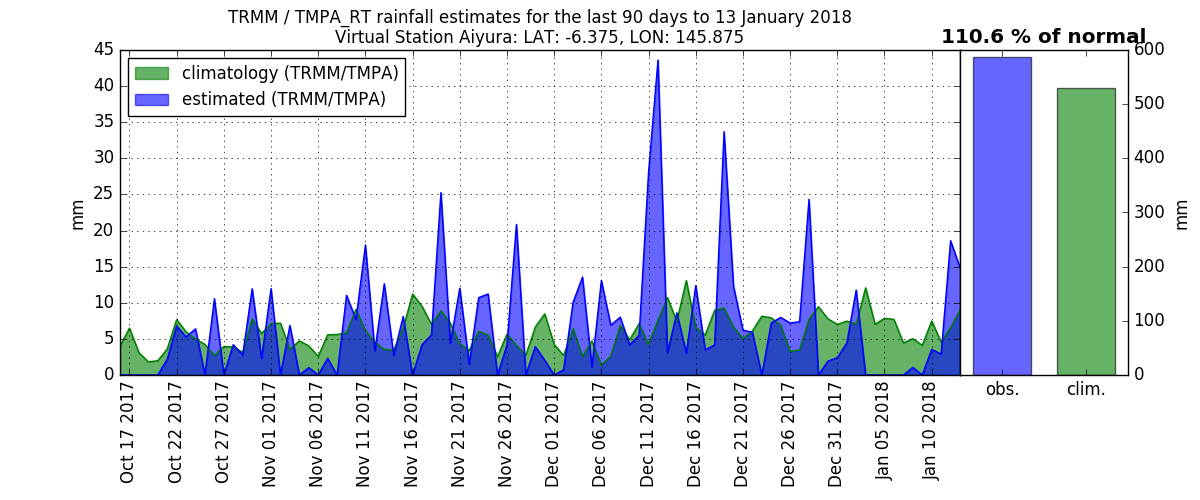 TRMM / TMPA_RT rainfall estimates for the last 90 days to 13 January 2018
Virtual Station Aiyura: LAT: -6.375, LON: 145.875
110.6 % of normal
climatology (TRMM/TMPA)
estimated (TRMM/TMPA)
mm
45
40
35
30
25
20
15
10
5
0
Oct 17 2017
Oct 22 2017
Oct 27 2017
Nov 01 2017
Nov 06 2017
Nov 11 2017
Nov 16 2017
Nov 21 2017
Nov 26 2017
Dec 01 2017
Dec 06 2017
Dec 11 2017
Dec 16 2017
Dec 21 2017
Dec 26 2017
Dec 31 2017
Jan 05 2018
Jan 10 2018
600
500
400
300
200
100
0
mm
obs.
clim.